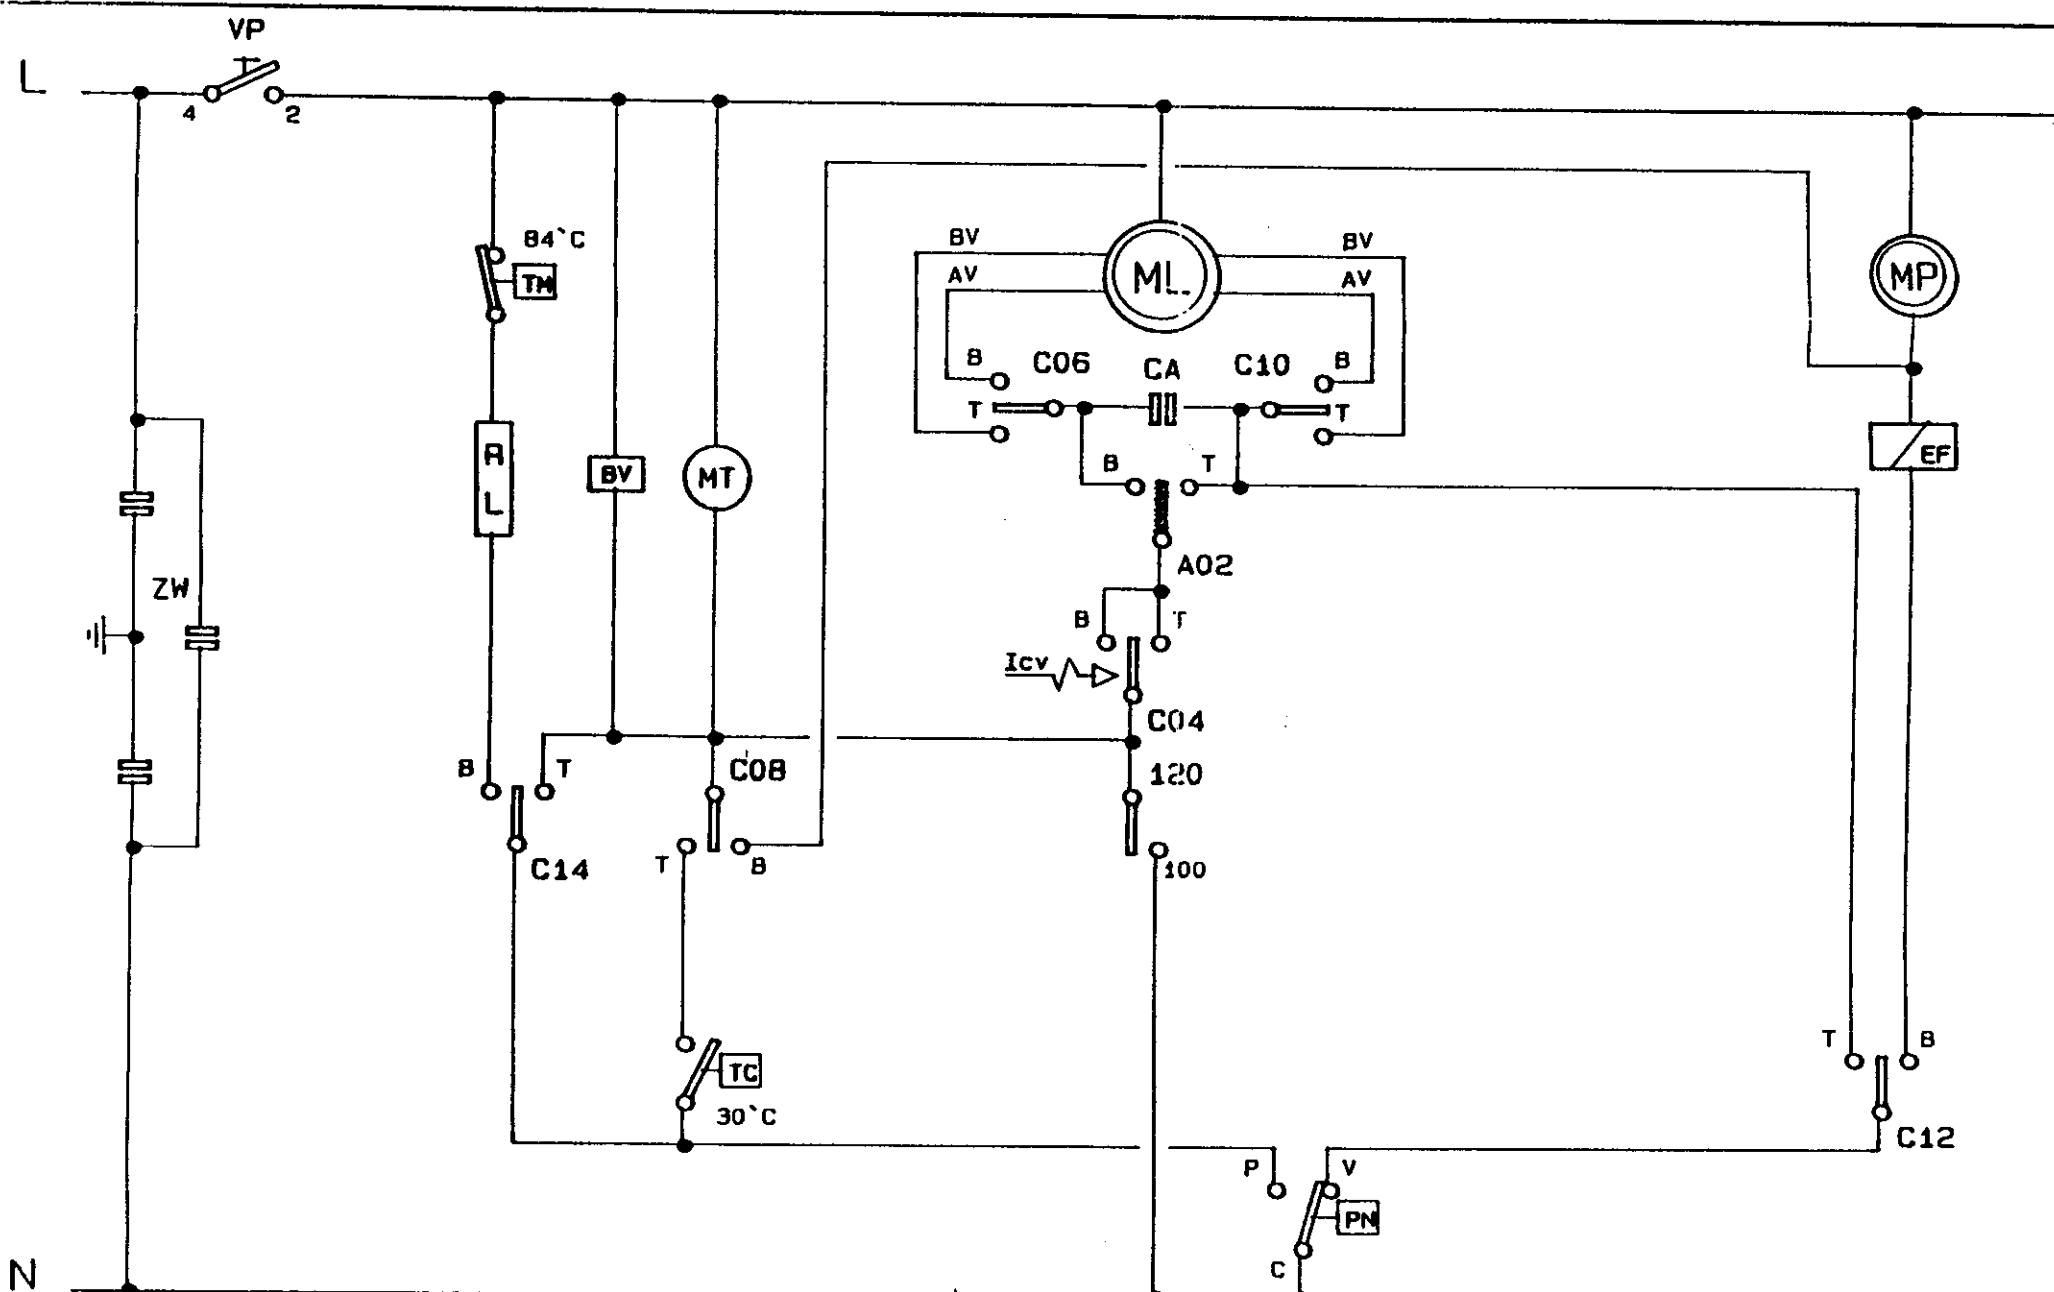 VP
L
4 2
84`C
TM
BV BV
ML
AV AV
MP
B C06 CA C10 B
T T
R
L
BV
MT
B T
EF
A02
ZW
B T
Icv
C04
B T C08 120
T B 100
C14
TC
30`C
T B
C12
P V
PN
C
N